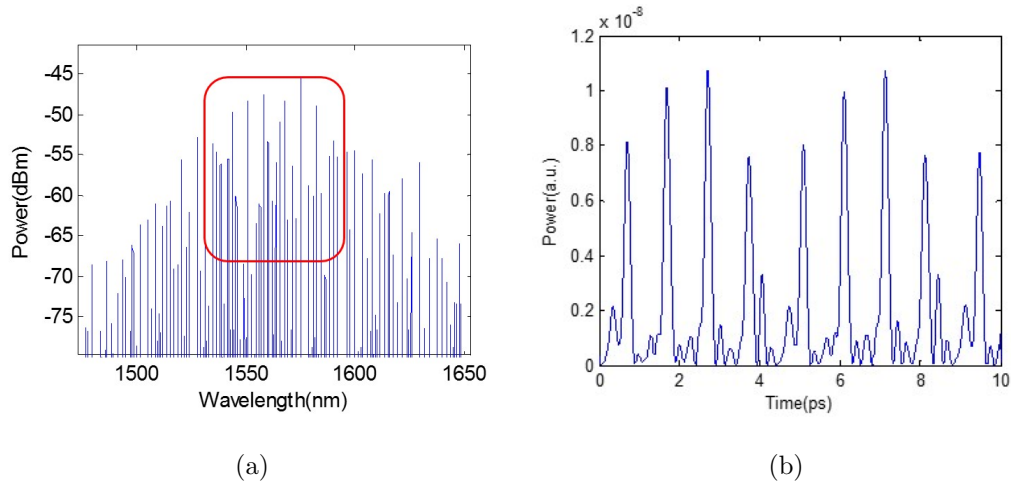 -45
-50
-55
-60
-65
-70
-75
Power(dBm)
1500 1550 1600 1650
Wavelength(nm)
(a)
x 10⁻⁸
1.2
1
0.8
0.6
0.4
0.2
0
Power(a.u.)
0 2 4 6 8 10
Time(ps)
(b)